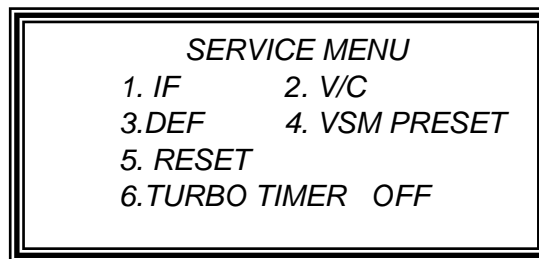 SERVICE MENU
1. IF 2. V/C
3.DEF 4. VSM PRESET
5. RESET
6.TURBO TIMER OFF